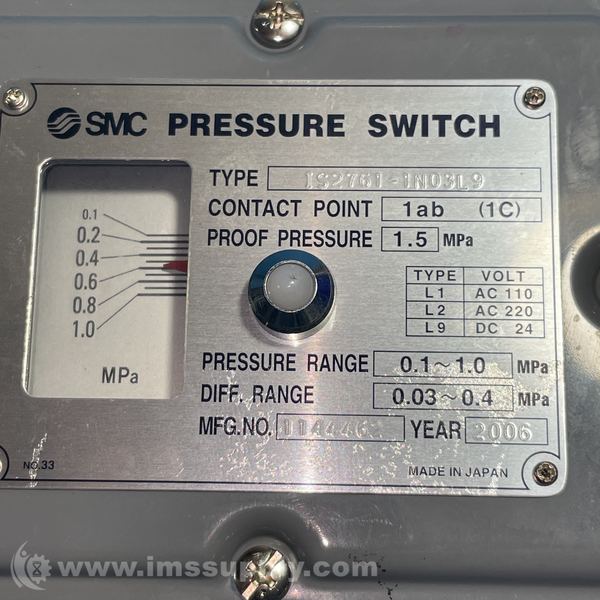 SMC PRESSURE SWITCH
TYPE IS2761-1N03L9
CONTACT POINT 1ab (1C)
PROOF PRESSURE 1.5 MPa
0.1
0.2
0.4
0.6
0.8
1.0
MPa
TYPE VOLT
L1 AC 110
L2 AC 220
L9 DC 24
PRESSURE RANGE 0.1~1.0 MPa
DIFF. RANGE 0.03~0.4 MPa
MFG.NO. YEAR 2006
NO.33
MADE IN JAPAN
www.imssupply.com